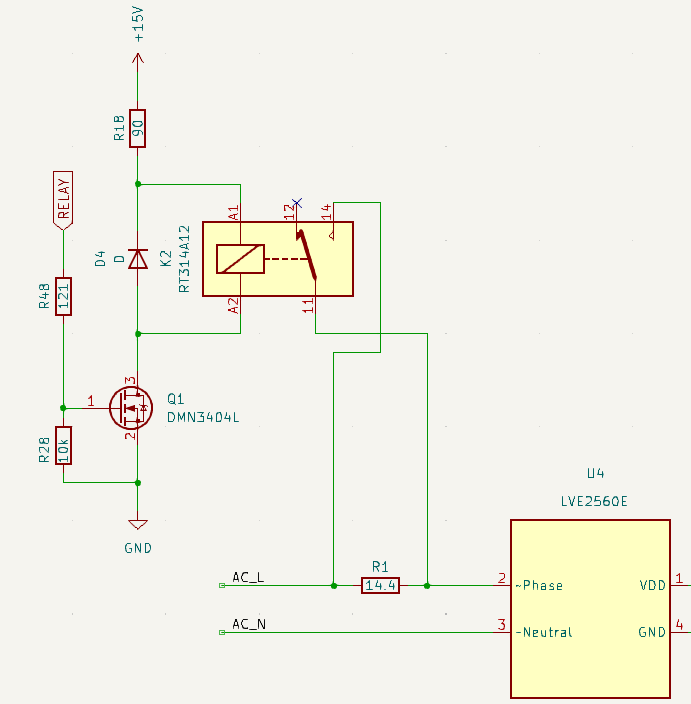 +15V
R18
90
RELAY
A1
12
14
D4
D
K2
RT314A12
R48
121
A2
11
3
1
Q1
DMN3404L
2
R28
10k
GND
U4
LVE2560E
AC_L
R1
14.4
2
~Phase
VDD
1
AC_N
3
~Neutral
GND
4